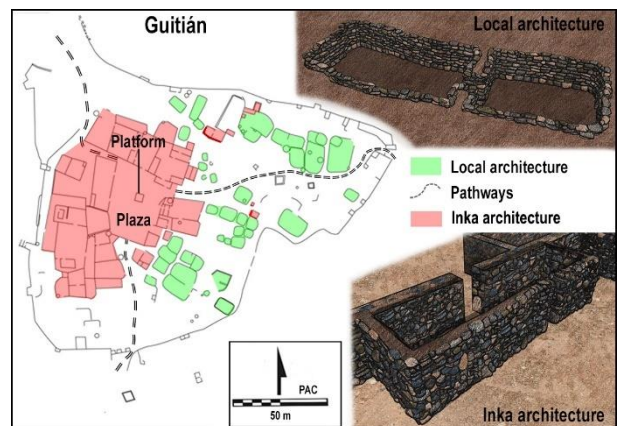 Guitián
Local architecture
Platform
Plaza
Local architecture
Pathways
Inka architecture
PAC
50 m
Inka architecture